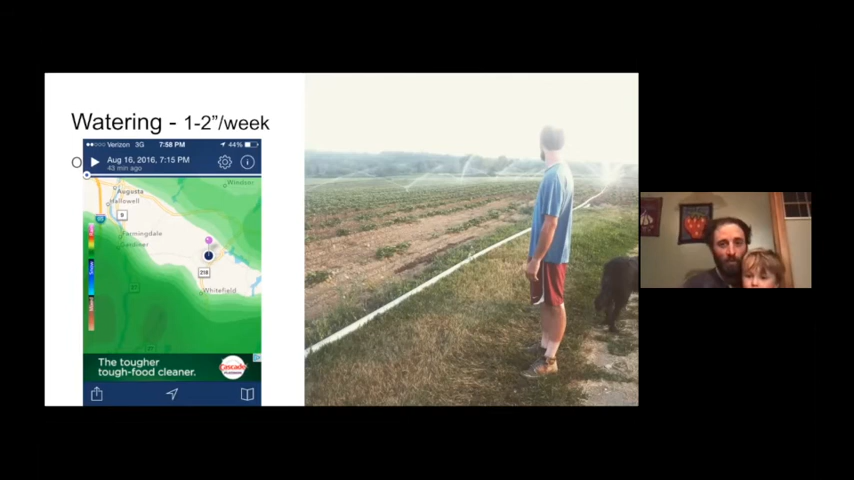 Watering - 1-2”/week
O
Verizon 3G 7:58 PM 44%
Aug 16, 2016, 7:15 PM
43 min ago
Windsor
Augusta
Hallowell
9
Farmingdale
Gardiner
218
Whitefield
The tougher
tough-food cleaner.
Cascade